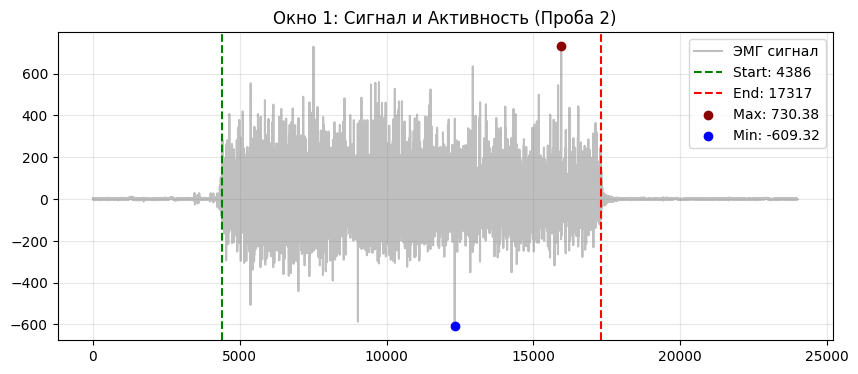 Окно 1: Сигнал и Активность (Проба 2)
ЭМГ сигнал
Start: 4386
End: 17317
Max: 730.38
Min: -609.32
600
400
200
0
−200
−400
−600
0 5000 10000 15000 20000 25000